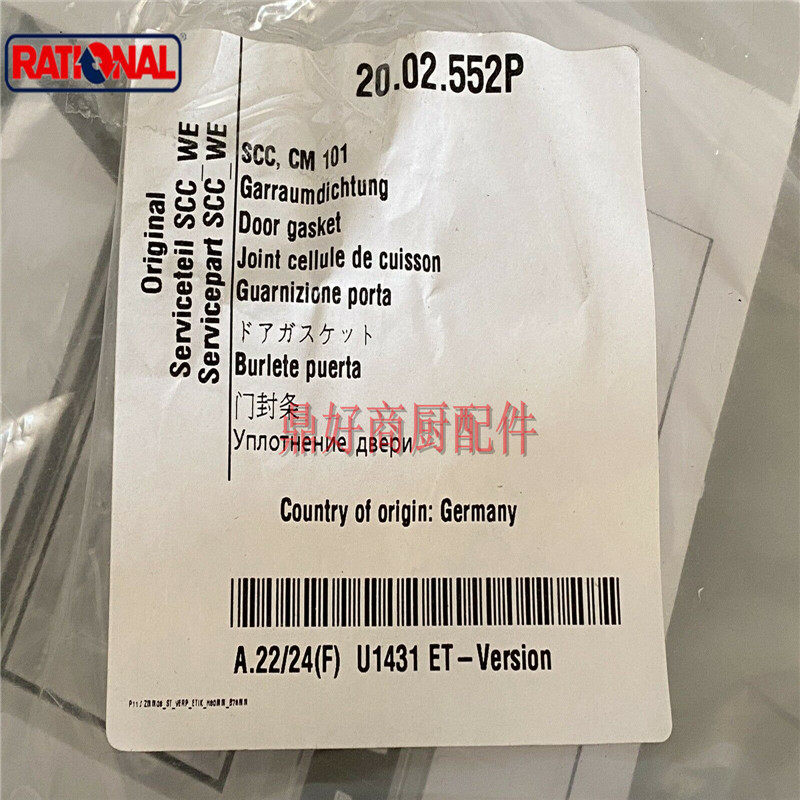 RATIONAL
20.02.552P
Original
Serviceteil SCC_WE
Servicepart SCC_WE
SCC, CM 101
Garraumdichtung
Door gasket
Joint cellule de cuisson
Guarnizione porta
ドアガスケット
Burlete puerta
门封条
鼎好商厨配件
Уплотнение двери
Country of origin: Germany
A.22/24(F) U1431 ET-Version